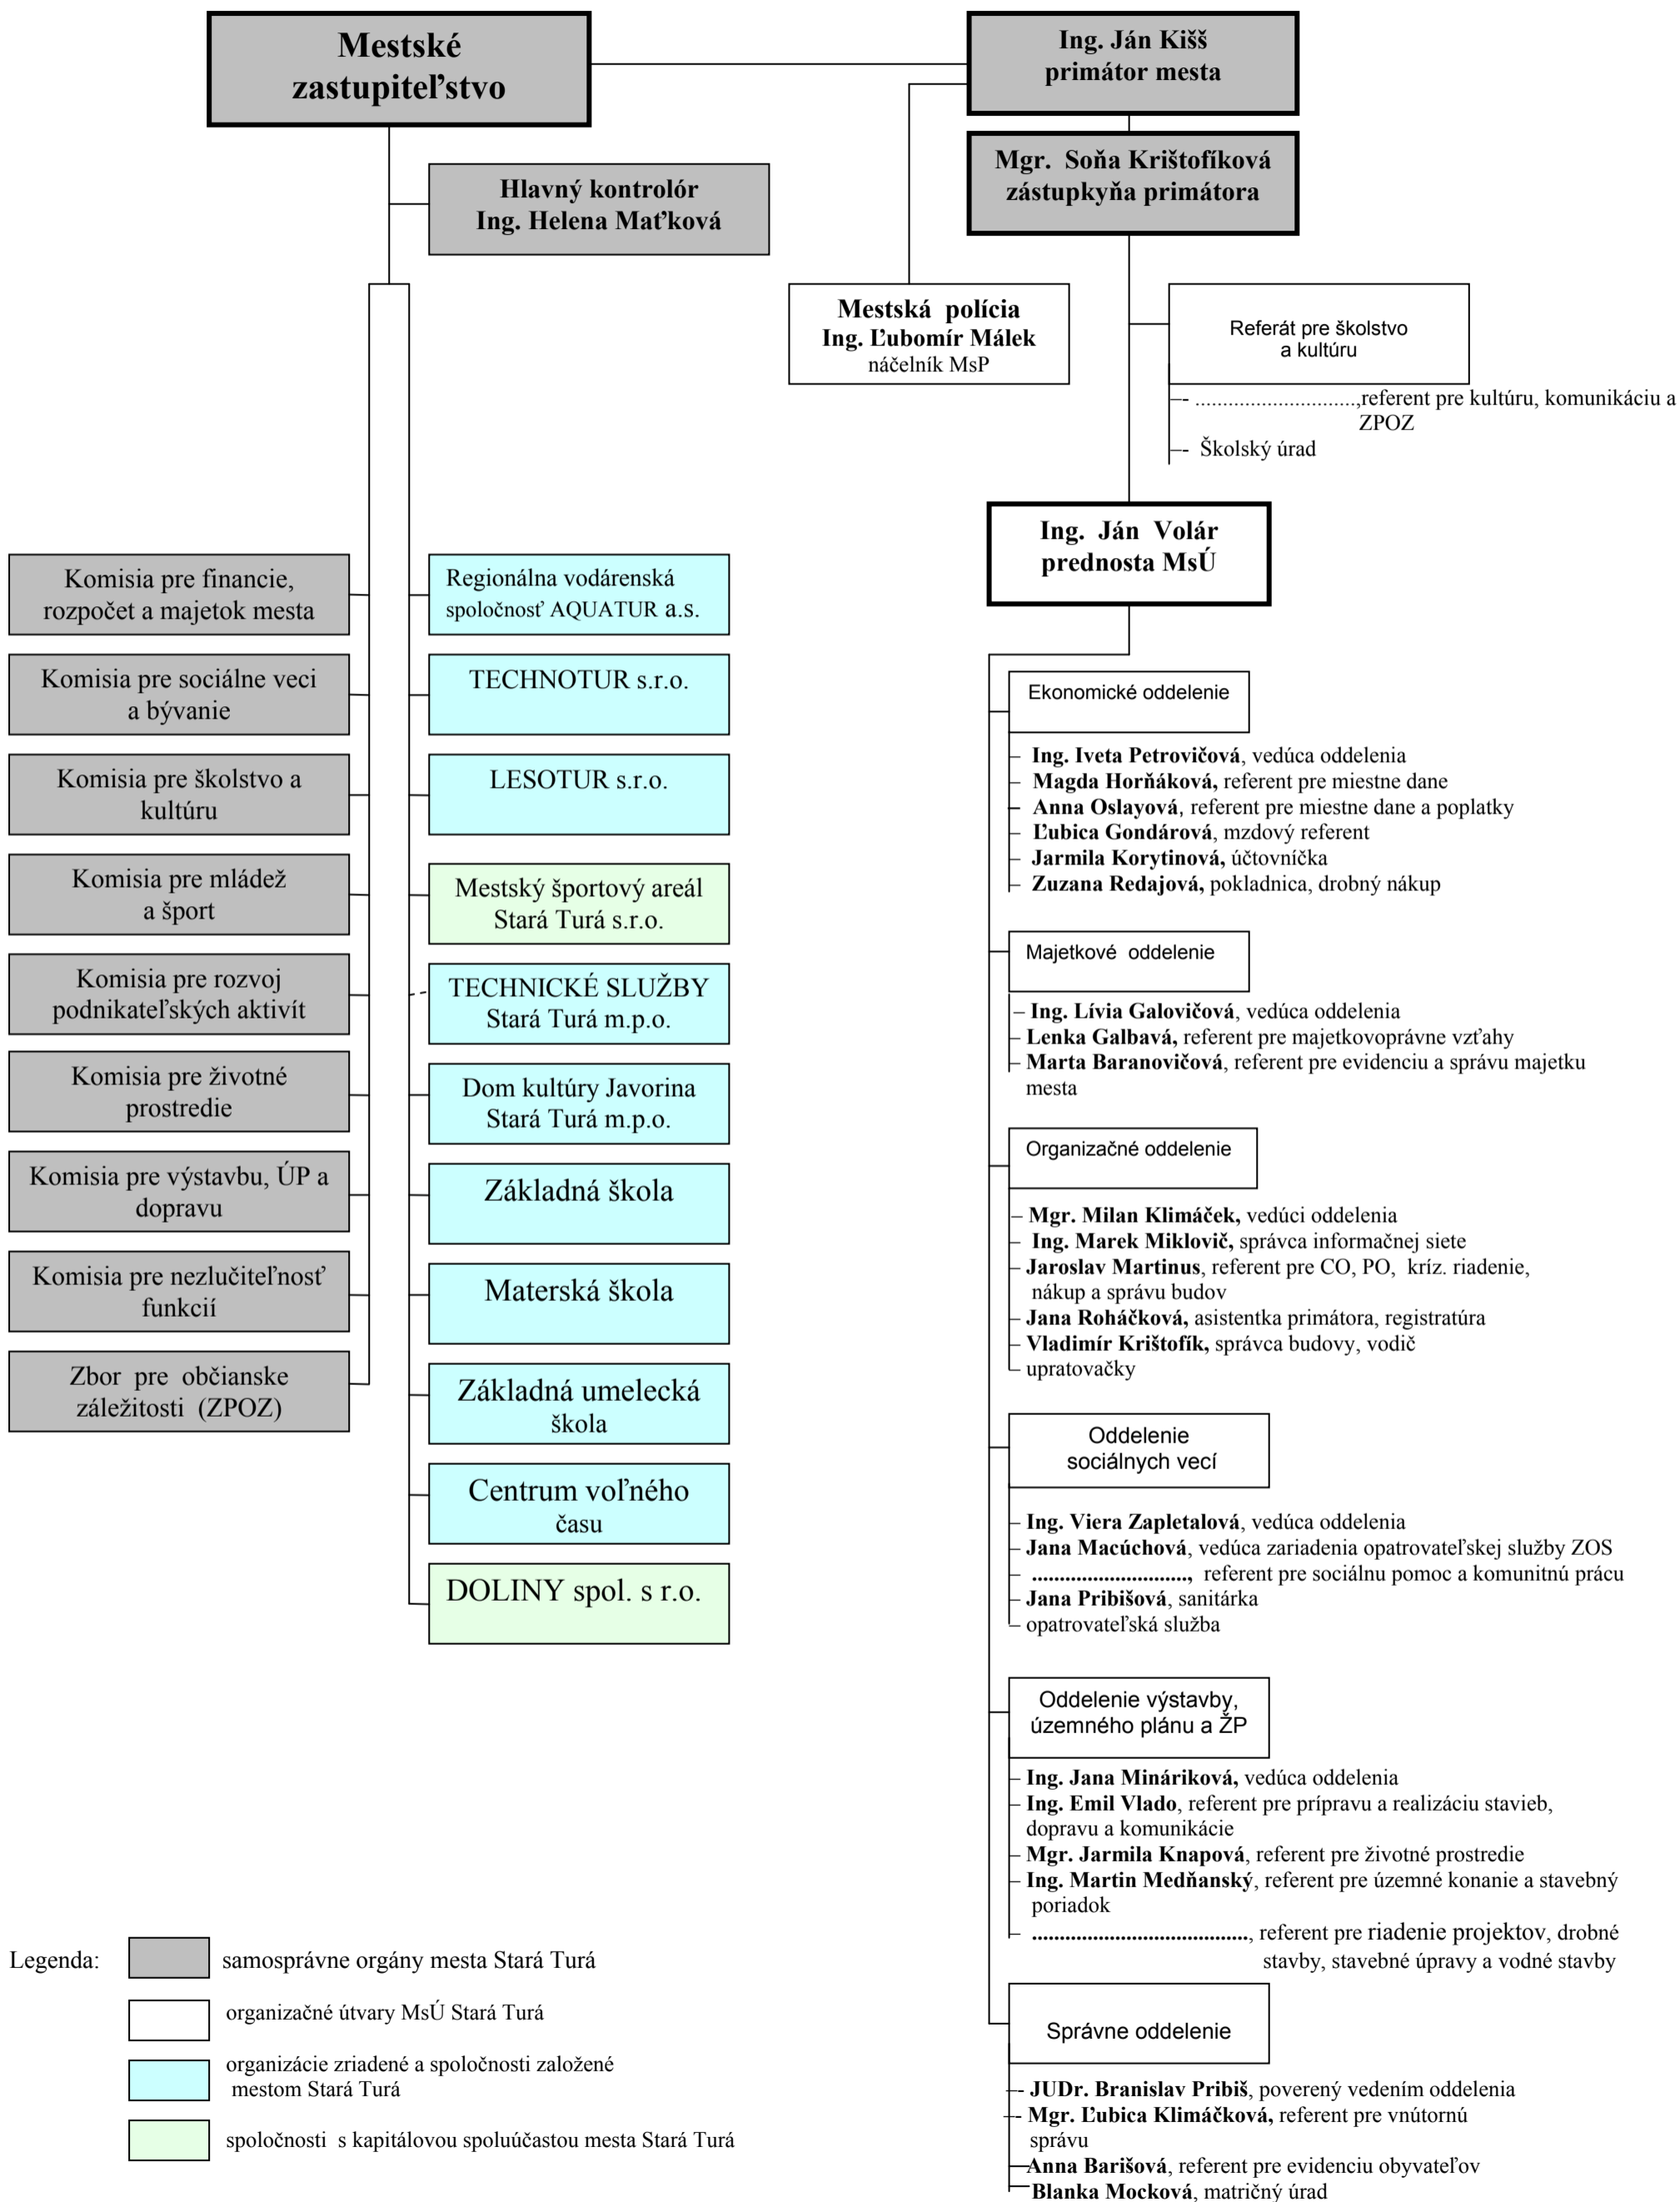 Mestské
zastupiteľstvo
Ing. Ján Kišš
primátor mesta
Mgr. Soňa Krištofíková
zástupkyňa primátora
Hlavný kontrolór
Ing. Helena Maťková
Mestská polícia
Ing. Ľubomír Málek
náčelník MsP
Referát pre školstvo
a kultúru
- .............................,referent pre kultúru, komunikáciu a
ZPOZ
- Školský úrad
Ing. Ján Volár
prednosta MsÚ
Komisia pre financie,
rozpočet a majetok mesta
Komisia pre sociálne veci
a bývanie
Komisia pre školstvo a
kultúru
Komisia pre mládež
a šport
Komisia pre rozvoj
podnikateľských aktivít
Komisia pre životné
prostredie
Komisia pre výstavbu, ÚP a
dopravu
Komisia pre nezlučiteľnosť
funkcií
Zbor pre občianske
záležitosti (ZPOZ)
Regionálna vodárenská
spoločnosť AQUATUR a.s.
TECHNOTUR s.r.o.
LESOTUR s.r.o.
Mestský športový areál
Stará Turá s.r.o.
TECHNICKÉ SLUŽBY
Stará Turá m.p.o.
Dom kultúry Javorina
Stará Turá m.p.o.
Základná škola
Materská škola
Základná umelecká
škola
Centrum voľného
času
DOLINY spol. s r.o.
Ekonomické oddelenie
Ing. Iveta Petrovičová, vedúca oddelenia
Magda Horňáková, referent pre miestne dane
Anna Oslayová, referent pre miestne dane a poplatky
Ľubica Gondárová, mzdový referent
Jarmila Korytinová, účtovníčka
Zuzana Redajová, pokladnica, drobný nákup
Majetkové oddelenie
Ing. Lívia Galovičová, vedúca oddelenia
Lenka Galbavá, referent pre majetkovoprávne vzťahy
Marta Baranovičová, referent pre evidenciu a správu majetku
mesta
Organizačné oddelenie
Mgr. Milan Klimáček, vedúci oddelenia
Ing. Marek Miklovič, správca informačnej siete
Jaroslav Martinus, referent pre CO, PO, kríz. riadenie,
nákup a správu budov
Jana Roháčková, asistentka primátora, registratúra
Vladimír Krištofík, správca budovy, vodič
upratovačky
Oddelenie
sociálnych vecí
Ing. Viera Zapletalová, vedúca oddelenia
Jana Macúchová, vedúca zariadenia opatrovateľskej služby ZOS
............................, referent pre sociálnu pomoc a komunitnú prácu
Jana Pribišová, sanitárka
opatrovateľská služba
Oddelenie výstavby,
územného plánu a ŽP
Ing. Jana Mináriková, vedúca oddelenia
Ing. Emil Vlado, referent pre prípravu a realizáciu stavieb,
dopravu a komunikácie
Mgr. Jarmila Knapová, referent pre životné prostredie
Ing. Martin Medňanský, referent pre územné konanie a stavebný
poriadok
......................................, referent pre riadenie projektov, drobné
stavby, stavebné úpravy a vodné stavby
Správne oddelenie
- JUDr. Branislav Pribiš, poverený vedením oddelenia
- Mgr. Ľubica Klimáčková, referent pre vnútornú
správu
Anna Barišová, referent pre evidenciu obyvateľov
Blanka Mocková, matričný úrad
Legenda:
samosprávne orgány mesta Stará Turá
organizačné útvary MsÚ Stará Turá
organizácie zriadené a spoločnosti založené
mestom Stará Turá
spoločnosti s kapitálovou spoluúčastou mesta Stará Turá